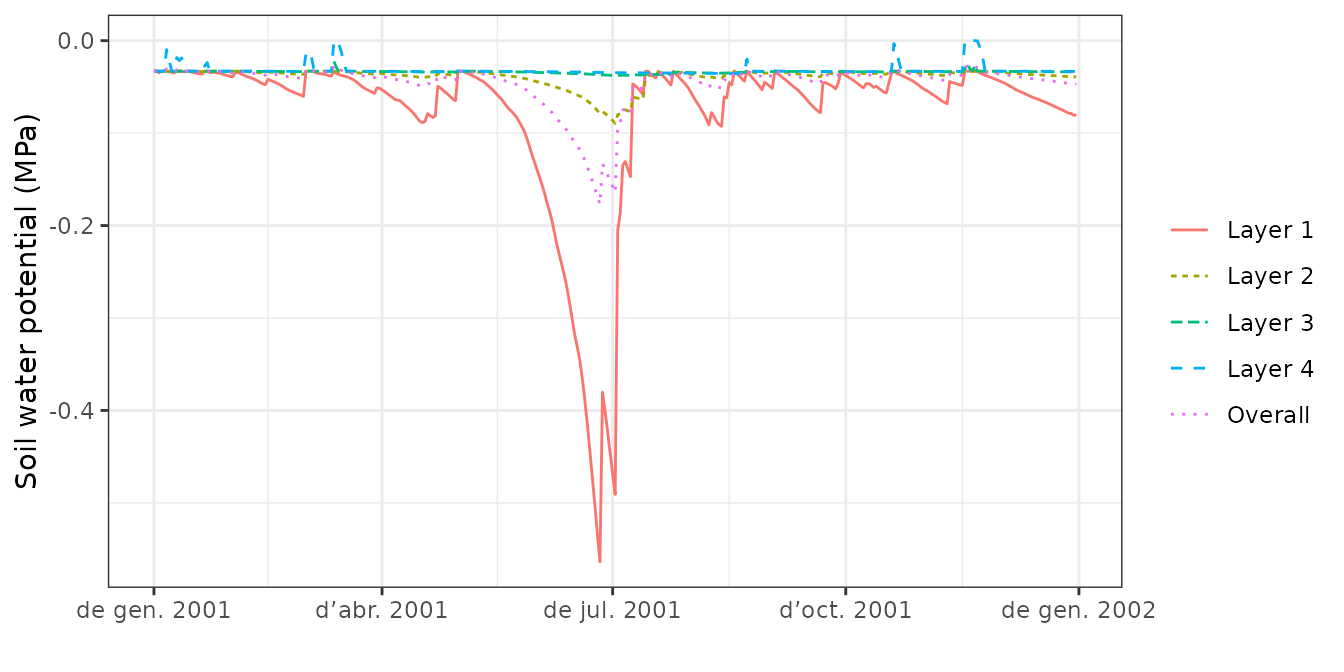 Soil water potential (MPa)
0.0
-0.2
-0.4
de gen. 2001
d’abr. 2001
de jul. 2001
d’oct. 2001
de gen. 2002
Layer 1
Layer 2
Layer 3
Layer 4
Overall